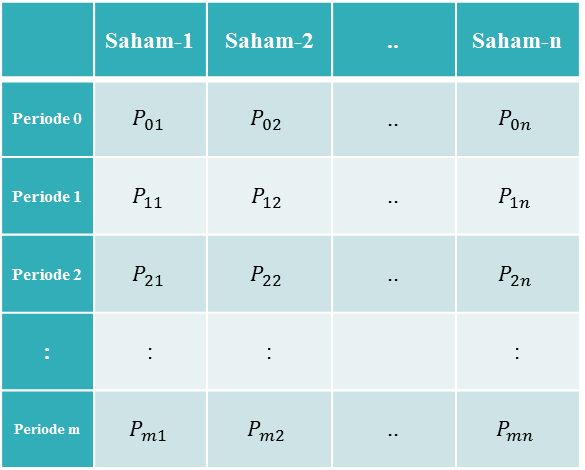 Saham-1 Saham-2 .. Saham-n
Periode 0 P₀₁ P₀₂ .. P₀ₙ
Periode 1 P₁₁ P₁₂ .. P₁ₙ
Periode 2 P₂₁ P₂₂ .. P₂ₙ
: : : :
Periode m Pₘ₁ Pₘ₂ .. Pₘₙ